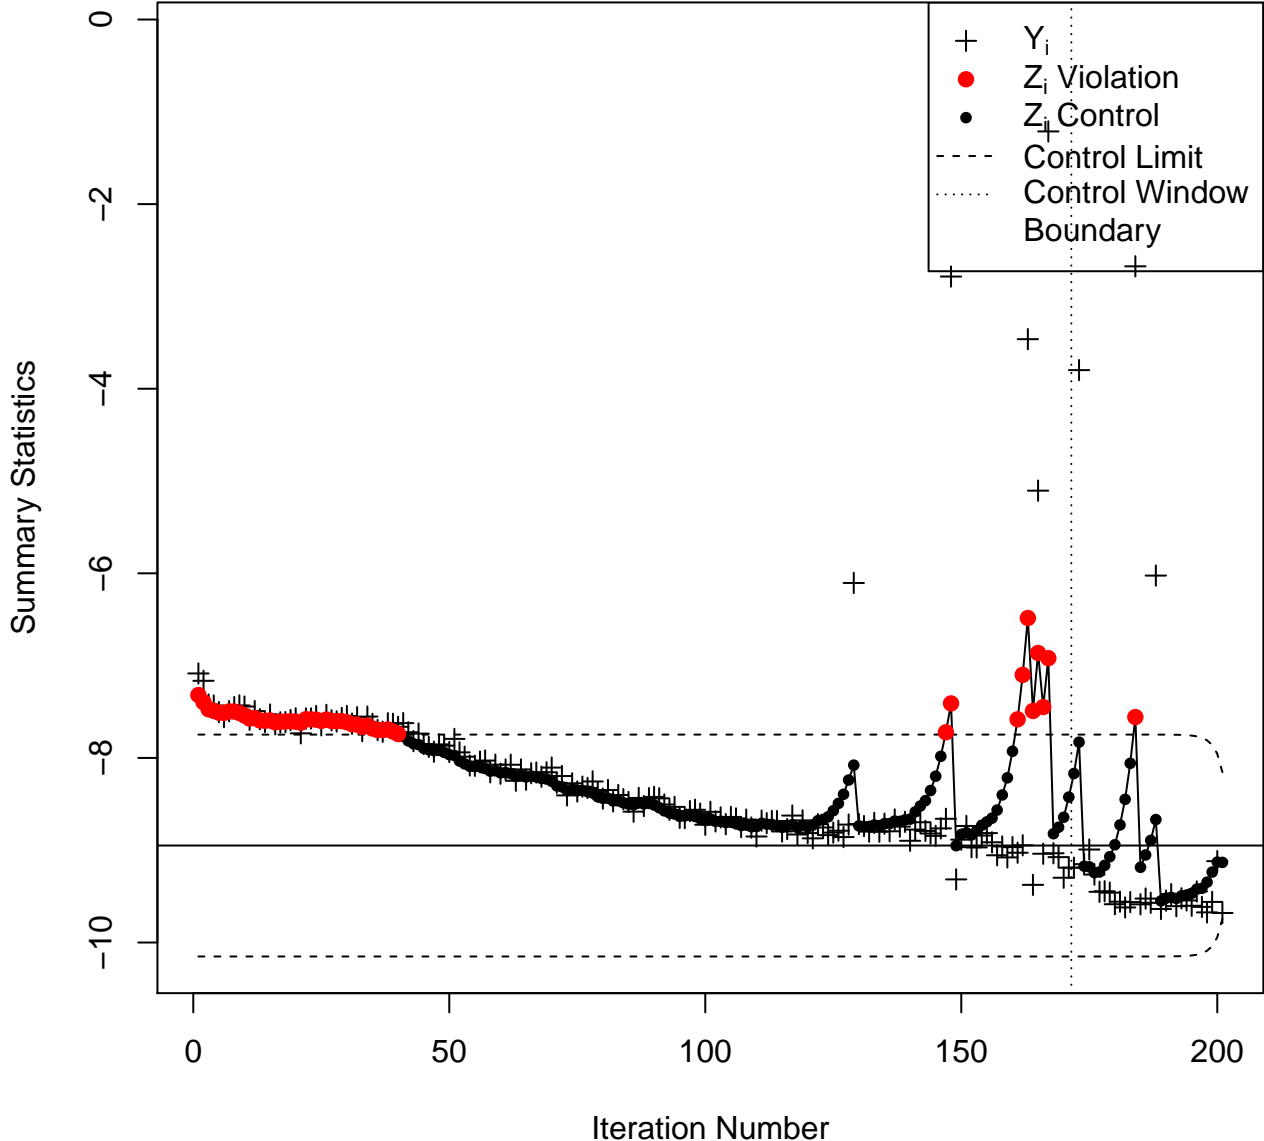 0
−2
−4
−6
−8
−10
Summary Statistics
Yi
Zi Violation
Zi Control
Control Limit
Control Window
Boundary
0 50 100 150 200
Iteration Number